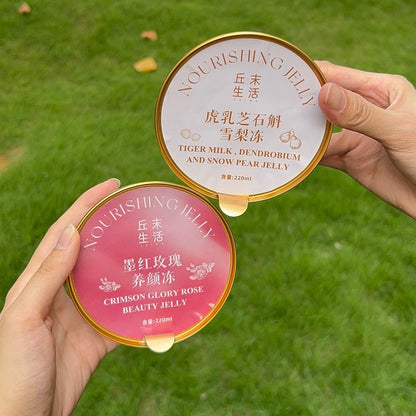 NOURISHING JELLY
丘末
生活
虎乳芝石斛
雪梨冻
TIGER MILK, DENDROBIUM
AND SNOW PEAR JELLY
含量:220ml
NOURISHING JELLY
丘末
生活
墨红玫瑰
养颜冻
CRIMSON GLORY ROSE
BEAUTY JELLY
含量:220ml